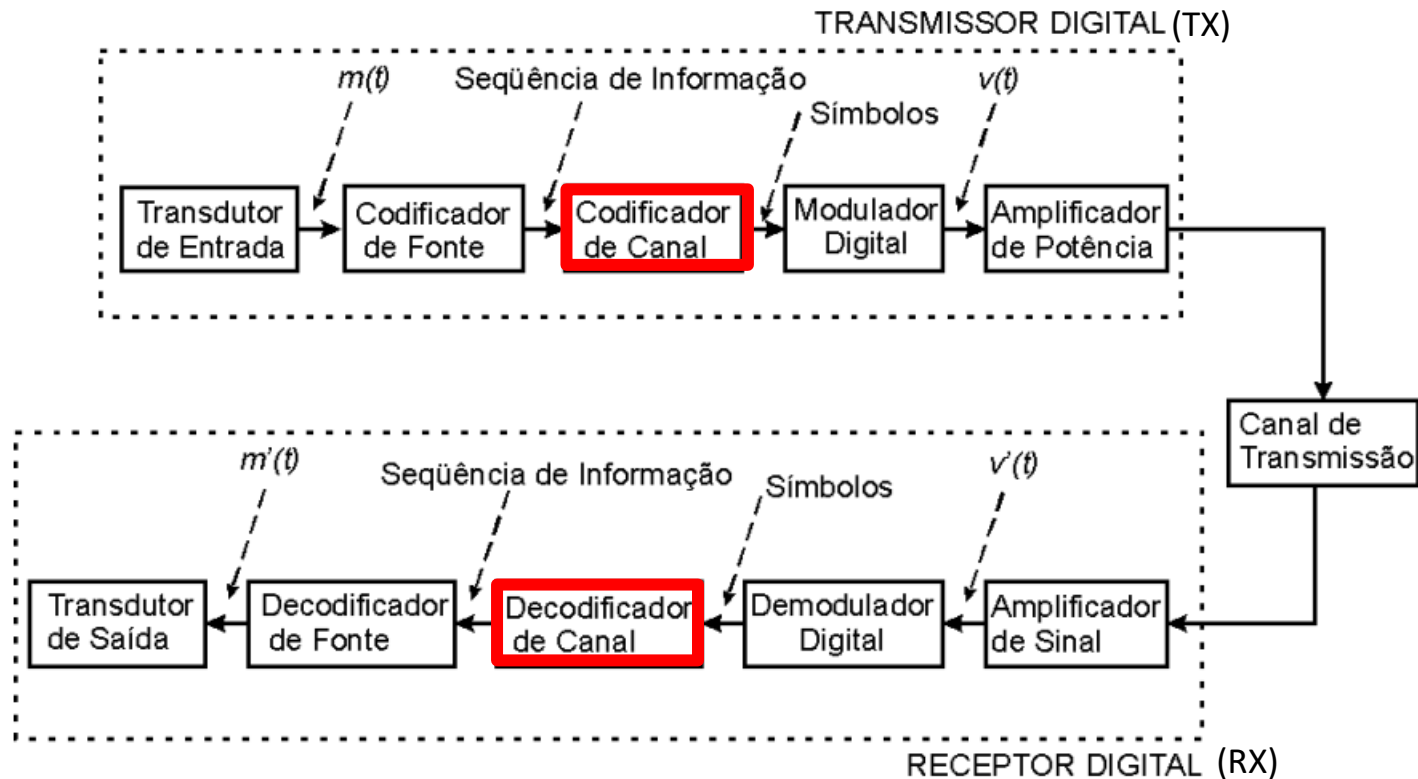 TRANSMISSOR DIGITAL (TX)
m(t)
Seqüência de Informação
v(t)
Símbolos
Transdutor
de Entrada
Codificador
de Fonte
Codificador
de Canal
Modulador
Digital
Amplificador
de Potência
Canal de
Transmissão
m'(t)
Seqüência de Informação
Símbolos
v'(t)
Transdutor
de Saída
Decodificador
de Fonte
Decodificador
de Canal
Demodulador
Digital
Amplificador
de Sinal
RECEPTOR DIGITAL (RX)